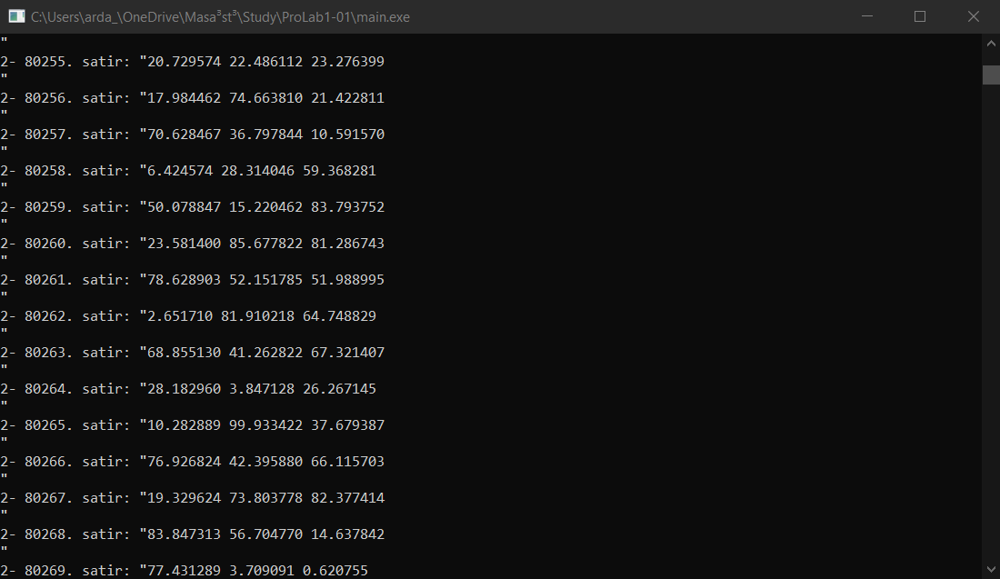 C:\Users\arda_\OneDrive\Masa³st³\Study\ProLab1-01\main.exe
"
2- 80255. satir: "20.729574 22.486112 23.276399
"
2- 80256. satir: "17.984462 74.663810 21.422811
"
2- 80257. satir: "70.628467 36.797844 10.591570
"
2- 80258. satir: "6.424574 28.314046 59.368281
"
2- 80259. satir: "50.078847 15.220462 83.793752
"
2- 80260. satir: "23.581400 85.677822 81.286743
"
2- 80261. satir: "78.628903 52.151785 51.988995
"
2- 80262. satir: "2.651710 81.910218 64.748829
"
2- 80263. satir: "68.855130 41.262822 67.321407
"
2- 80264. satir: "28.182960 3.847128 26.267145
"
2- 80265. satir: "10.282889 99.933422 37.679387
"
2- 80266. satir: "76.926824 42.395880 66.115703
"
2- 80267. satir: "19.329624 73.803778 82.377414
"
2- 80268. satir: "83.847313 56.704770 14.637842
"
2- 80269. satir: "77.431289 3.709091 0.620755